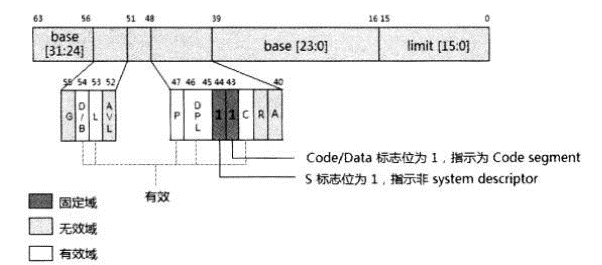 63 56 51 48 39 16 15 0
base [31:24] base [23:0] limit [15:0]
55 54 53 52 47 46 45 44 43 40
G D/B L AVL P DPL 1 1 C R A
Code/Data 标志位为 1，指示为 Code segment
S 标志位为 1，指示非 system descriptor
有效
固定域
无效域
有效域